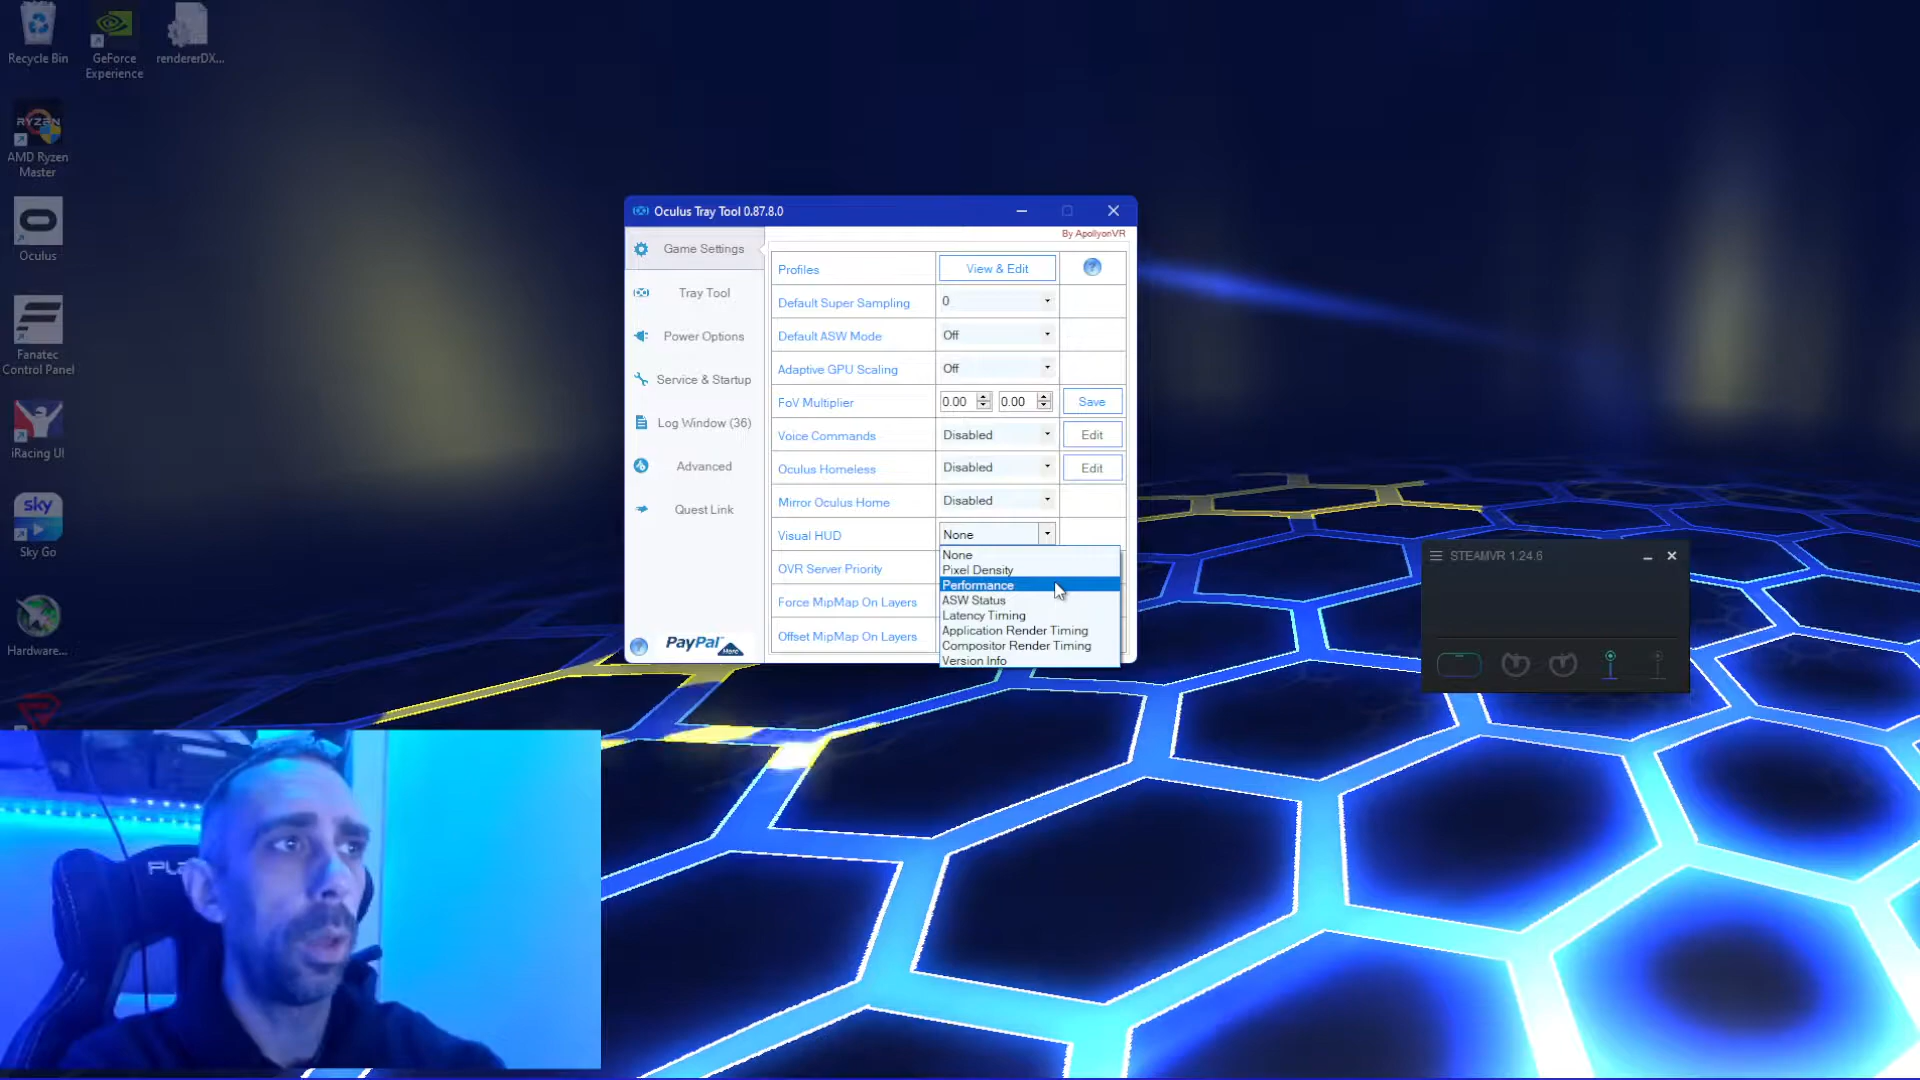 Recycle Bin
GeForce
Experience
rendererDX...
RYZEN
AMD Ryzen
Master
Oculus
Fanatec
Control Panel
iRacing UI
sky
Sky Go
Hardware...
Oculus Tray Tool 0.87.8.0
By ApollyonVR
Game Settings
Tray Tool
Power Options
Service & Startup
Log Window (36)
Advanced
Quest Link
PayPal
Here
Profiles
View & Edit
?
Default Super Sampling
0
Default ASW Mode
Off
Adaptive GPU Scaling
Off
FoV Multiplier
0.00
0.00
Save
Voice Commands
Disabled
Edit
Oculus Homeless
Disabled
Edit
Mirror Oculus Home
Disabled
Visual HUD
None
None
Pixel Density
Performance
ASW Status
Latency Timing
Application Render Timing
Compositor Render Timing
Version Info
OVR Server Priority
Force MipMap On Layers
Offset MipMap On Layers
?
STEAMVR 1.24.6